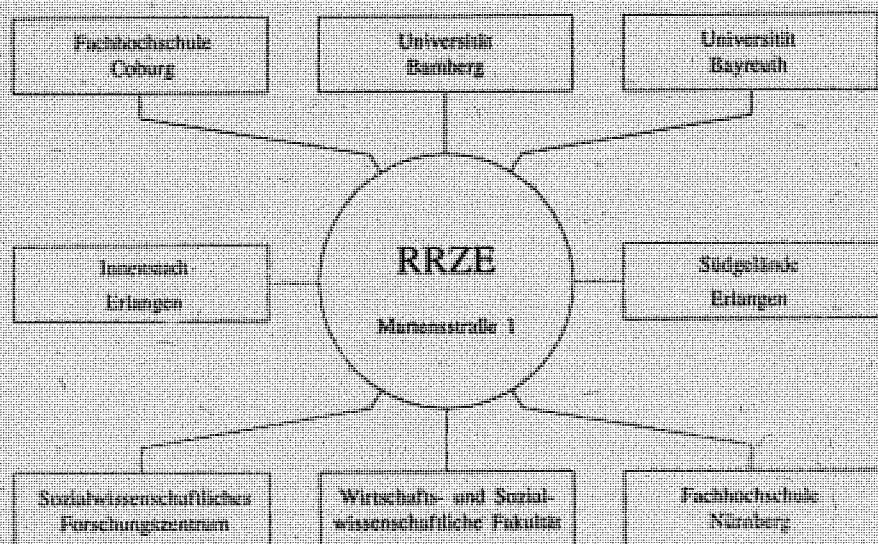 Fachhochschule
Coburg
Universität
Bamberg
Universität
Bayreuth
RRZE
Martensstraße 1
Innenstadt
Erlangen
Südgelände
Erlangen
Sozialwissenschaftliches
Forschungszentrum
Wirtschafts- und Sozial-
wissenschaftliche Fakultät
Fachhochschule
Nürnberg